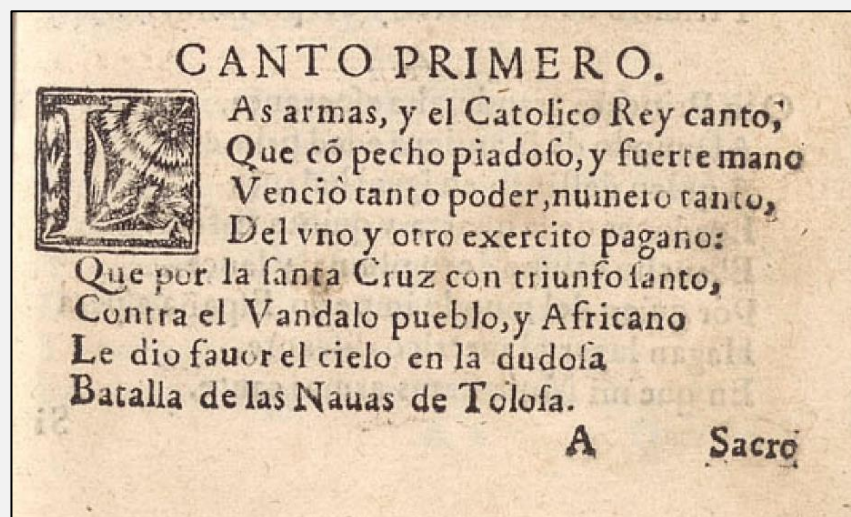 CANTO PRIMERO.
LAs armas, y el Catolico Rey canto,
Que cõ pecho piadoſo, y fuerte mano
Venciò tanto poder, numero tanto,
Del vno y otro exercito pagano:
Que por la ſanta Cruz con triunfo ſanto,
Contra el Vandalo pueblo, y Africano
Le dio fauor el cielo en la dudoſa
Batalla de las Nauas de Toloſa.
A Sacro